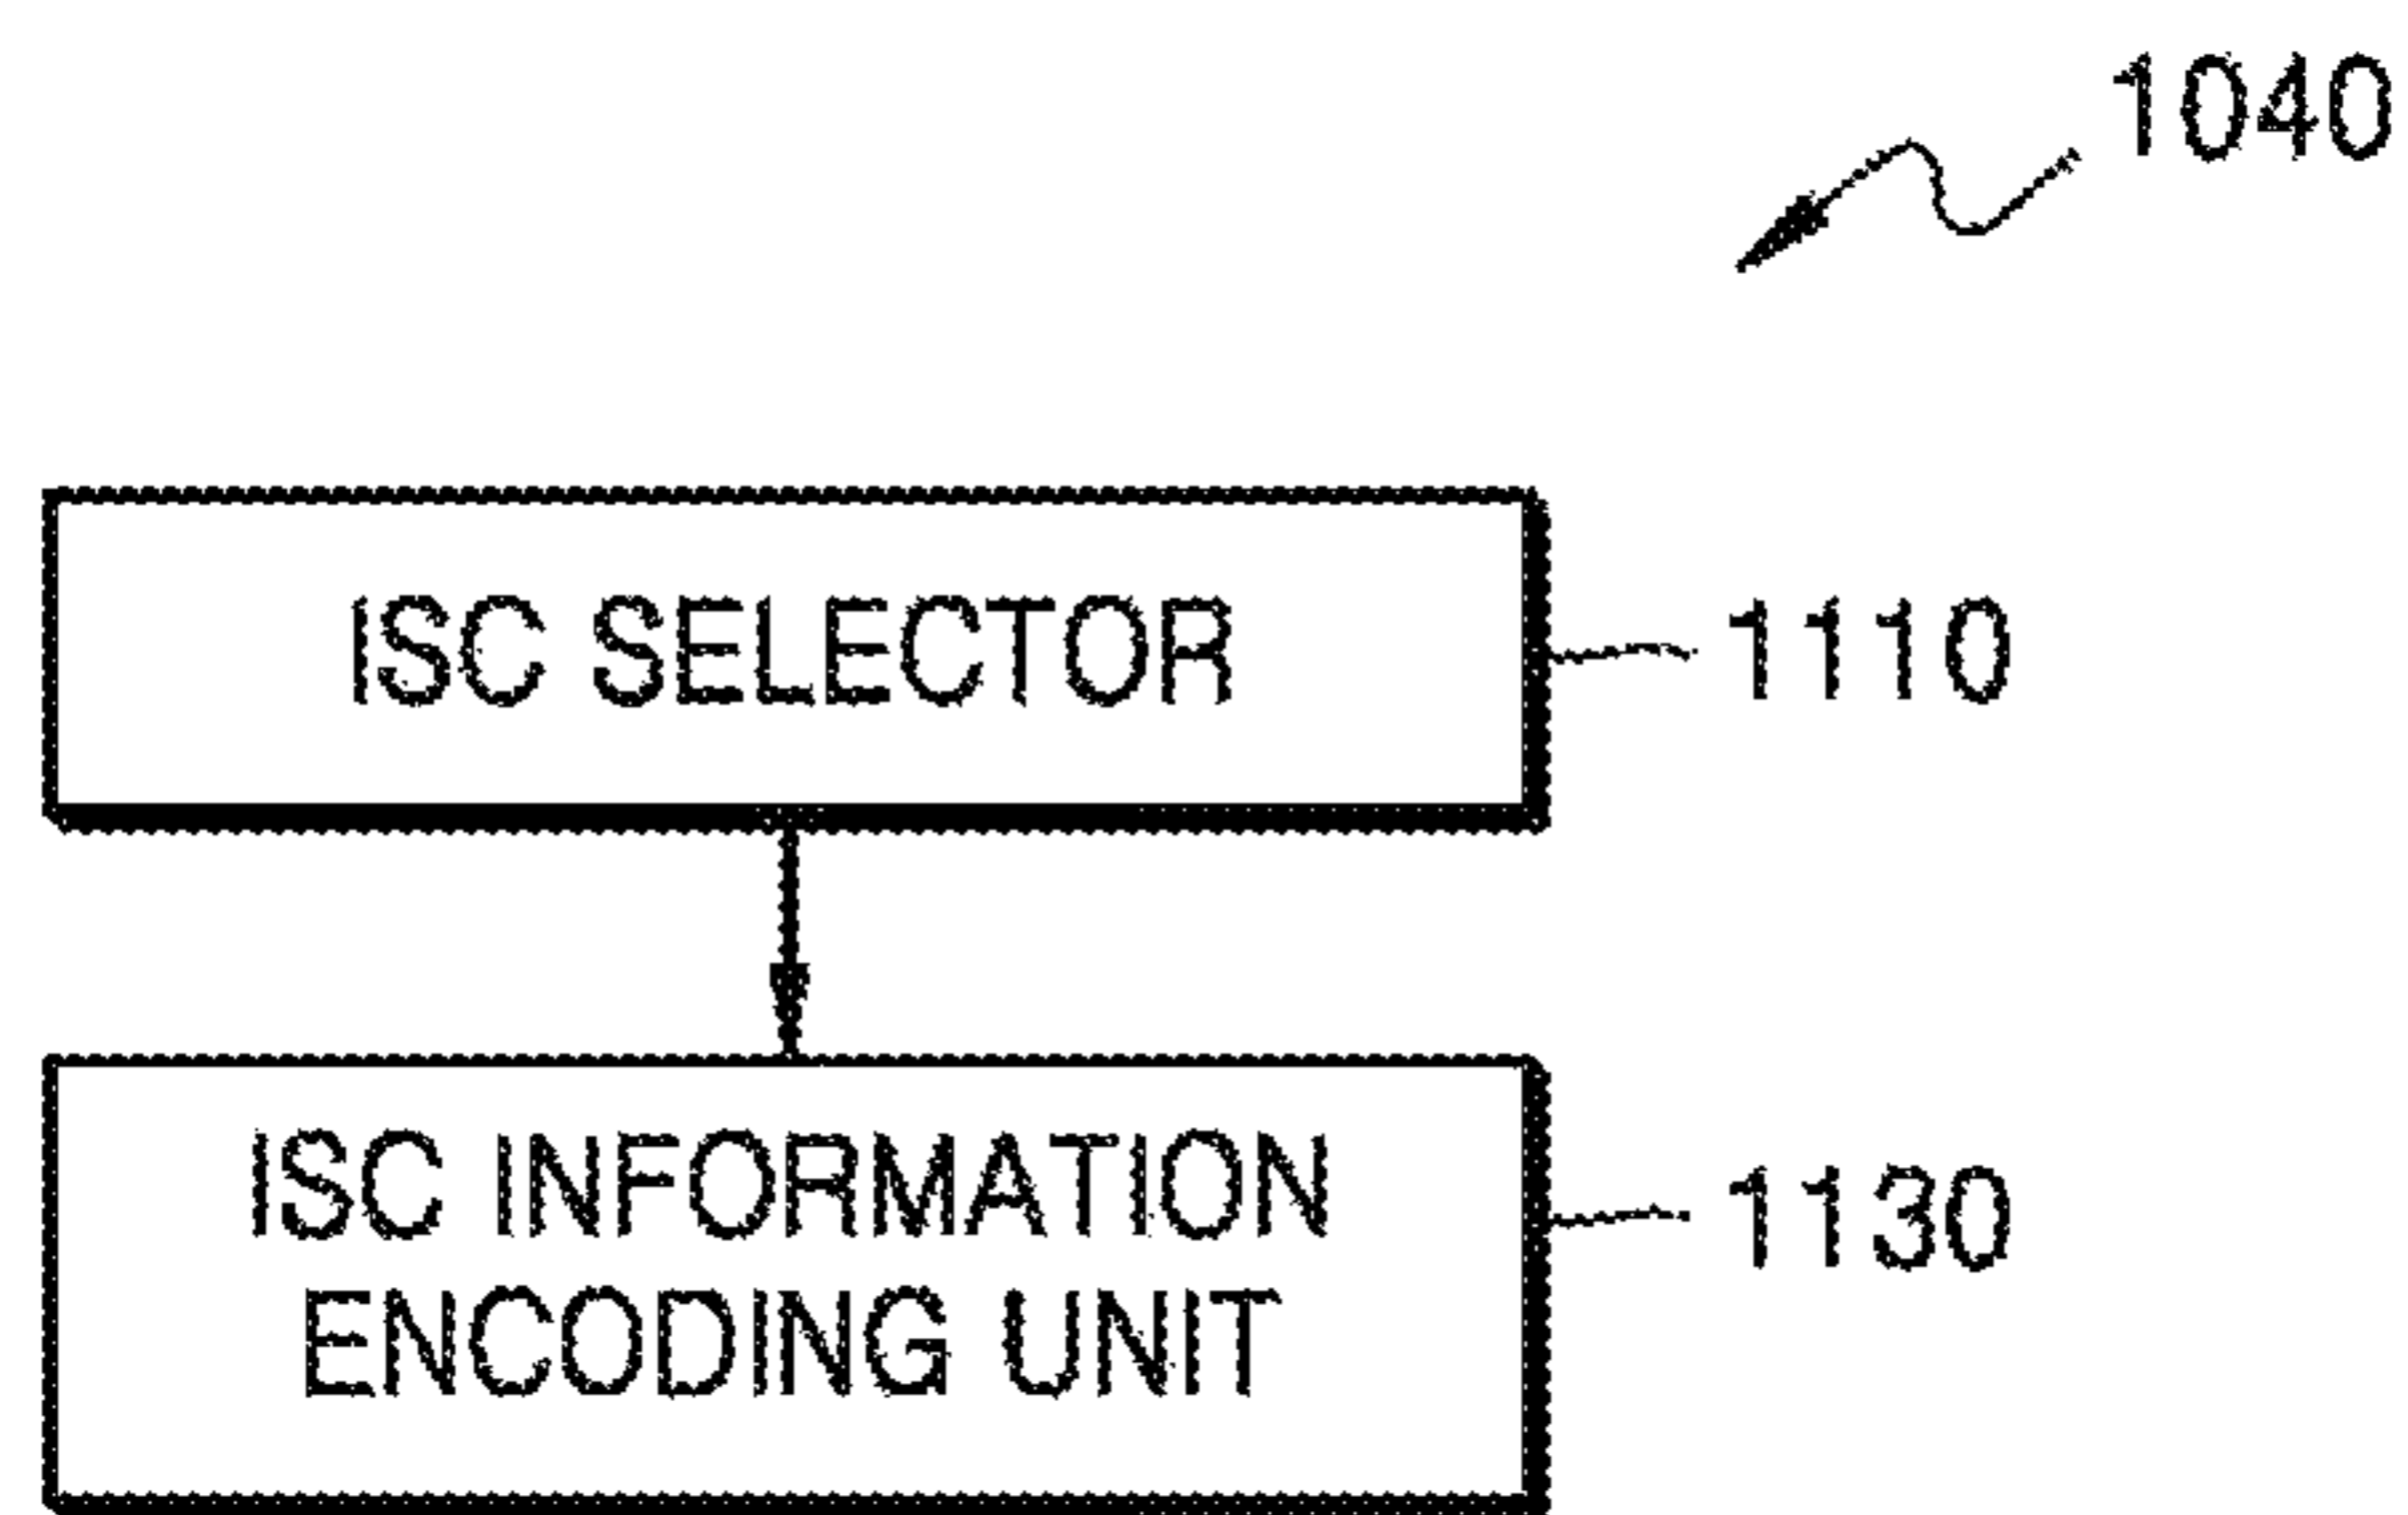 1040
ISC SELECTOR
1110
ISC INFORMATION
ENCODING UNIT
1130